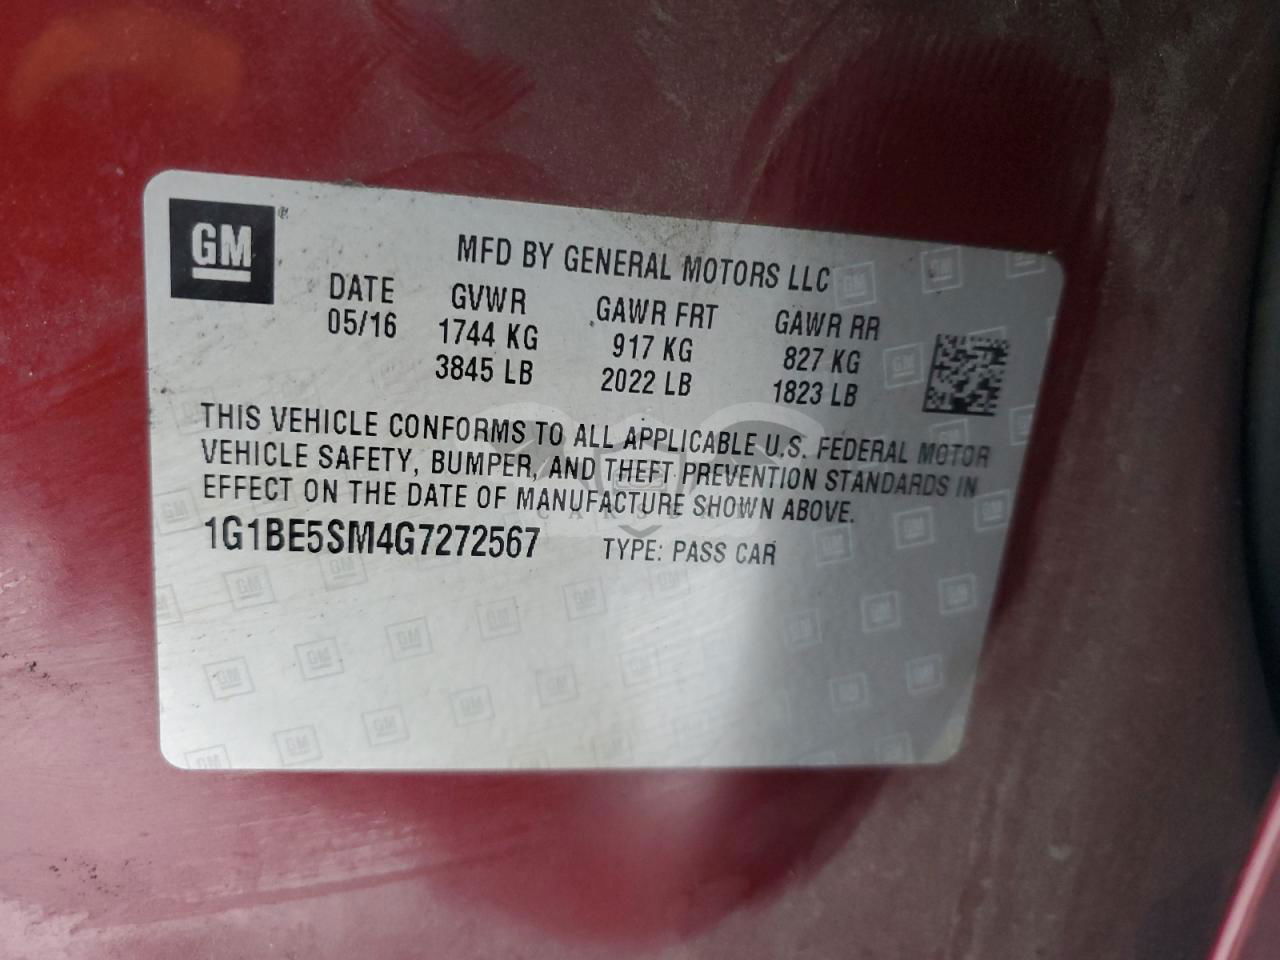 GM®
MFD BY GENERAL MOTORS LLC
DATE GVWR GAWR FRT GAWR RR
05/16 1744 KG 917 KG 827 KG
3845 LB 2022 LB 1823 LB
THIS VEHICLE CONFORMS TO ALL APPLICABLE U.S. FEDERAL MOTOR
VEHICLE SAFETY, BUMPER, AND THEFT PREVENTION STANDARDS IN
EFFECT ON THE DATE OF MANUFACTURE SHOWN ABOVE.
1G1BE5SM4G7272567 TYPE: PASS CAR